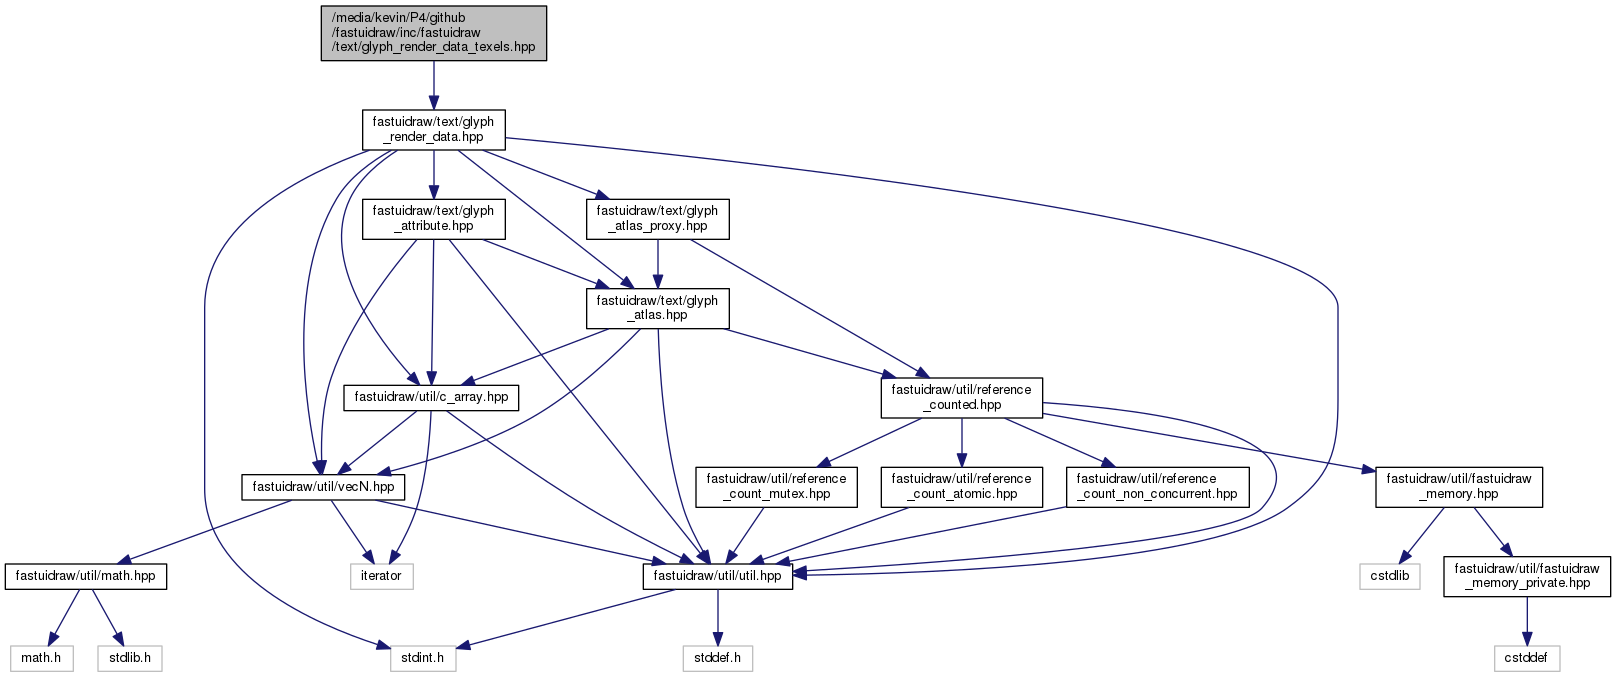 /media/kevin/P4/github
/fastuidraw/inc/fastuidraw
/text/glyph_render_data_texels.hpp
fastuidraw/text/glyph
_render_data.hpp
fastuidraw/text/glyph
_attribute.hpp
fastuidraw/text/glyph
_atlas_proxy.hpp
fastuidraw/text/glyph
_atlas.hpp
fastuidraw/util/c_array.hpp
fastuidraw/util/reference
_counted.hpp
fastuidraw/util/vecN.hpp
fastuidraw/util/reference
_count_mutex.hpp
fastuidraw/util/reference
_count_atomic.hpp
fastuidraw/util/reference
_count_non_concurrent.hpp
fastuidraw/util/fastuidraw
_memory.hpp
fastuidraw/util/math.hpp
iterator
fastuidraw/util/util.hpp
cstdlib
fastuidraw/util/fastuidraw
_memory_private.hpp
math.h
stdlib.h
stdint.h
stddef.h
cstddef